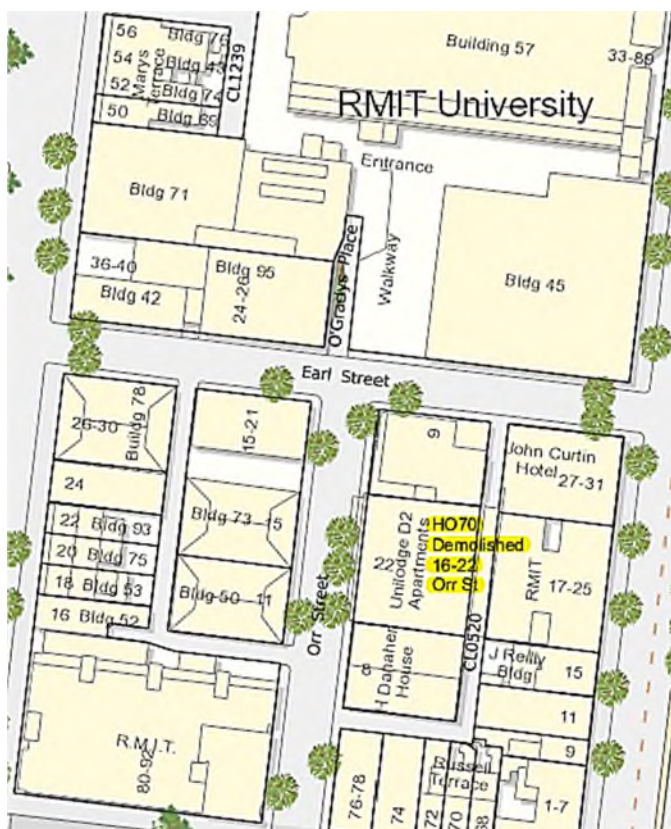 56 Bldg 76
54 Bldg 43
52 Bldg 74
50 Bldg 69
Marys
Terrace
CL1239
Building 57
33-89
RMIT University
Entrance
Bldg 71
Walkway
O'Gradys Place
36-40
Bldg 42
Bldg 95
24-26
Bldg 45
Earl Street
26-30
Buildg 78
15-21
9
John Curtin
Hotel 27-31
24
22 Bldg 93
20 Bldg 75
18 Bldg 53
16 Bldg 52
Bldg 73 15
Bldg 50 11
Orr Street
22
Unilodge D2
Apartments
HO70
Demolished
16-22
Orr St
RMIT
17-25
CL0520
8
H Danaher
House
J Reilly
Bldg
15
11
9
R.M.I.T.
80-92
76-78
74
72
70
68
Russell
Terrace
1-7